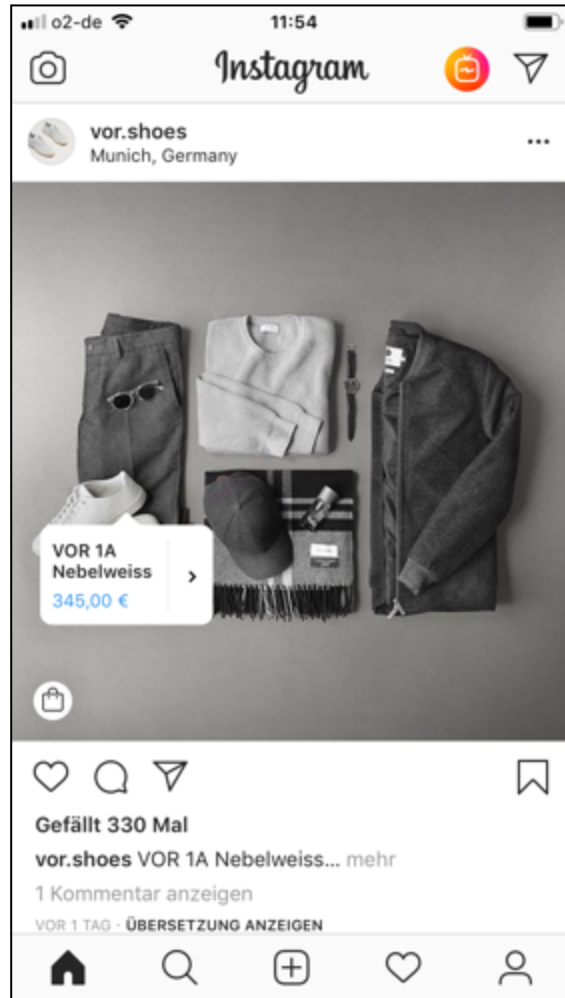 o2-de 11:54
Instagram
vor.shoes
Munich, Germany
VOR 1A
Nebelweiss
345,00 €
Gefällt 330 Mal
vor.shoes VOR 1A Nebelweiss... mehr
1 Kommentar anzeigen
VOR 1 TAG · ÜBERSETZUNG ANZEIGEN